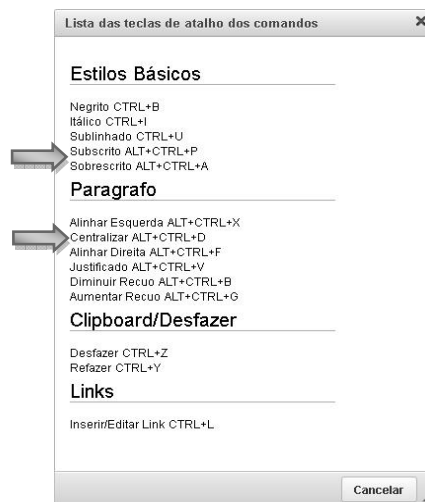 Lista das teclas de atalho dos comandos
Estilos Básicos
Negrito CTRL+B
Itálico CTRL+I
Sublinhado CTRL+U
Subscrito ALT+CTRL+P
Sobrescrito ALT+CTRL+A
Paragrafo
Alinhar Esquerda ALT+CTRL+X
Centralizar ALT+CTRL+D
Alinhar Direita ALT+CTRL+F
Justificado ALT+CTRL+V
Diminuir Recuo ALT+CTRL+B
Aumentar Recuo ALT+CTRL+G
Clipboard/Desfazer
Desfazer CTRL+Z
Refazer CTRL+Y
Links
Inserir/Editar Link CTRL+L
Cancelar